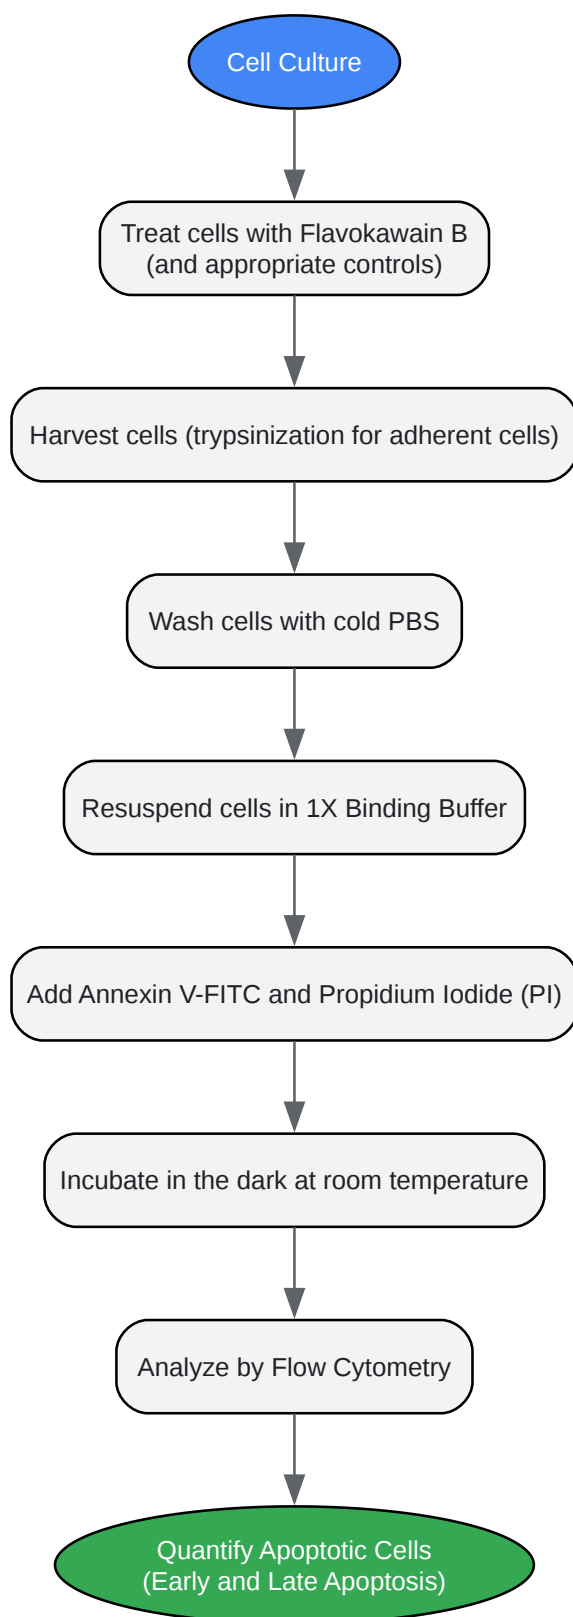 Cell Culture
Treat cells with Flavokawain B
(and appropriate controls)
Harvest cells (trypsinization for adherent cells)
Wash cells with cold PBS
Resuspend cells in 1X Binding Buffer
Add Annexin V-FITC and Propidium Iodide (PI)
Incubate in the dark at room temperature
Analyze by Flow Cytometry
Quantify Apoptotic Cells
(Early and Late Apoptosis)